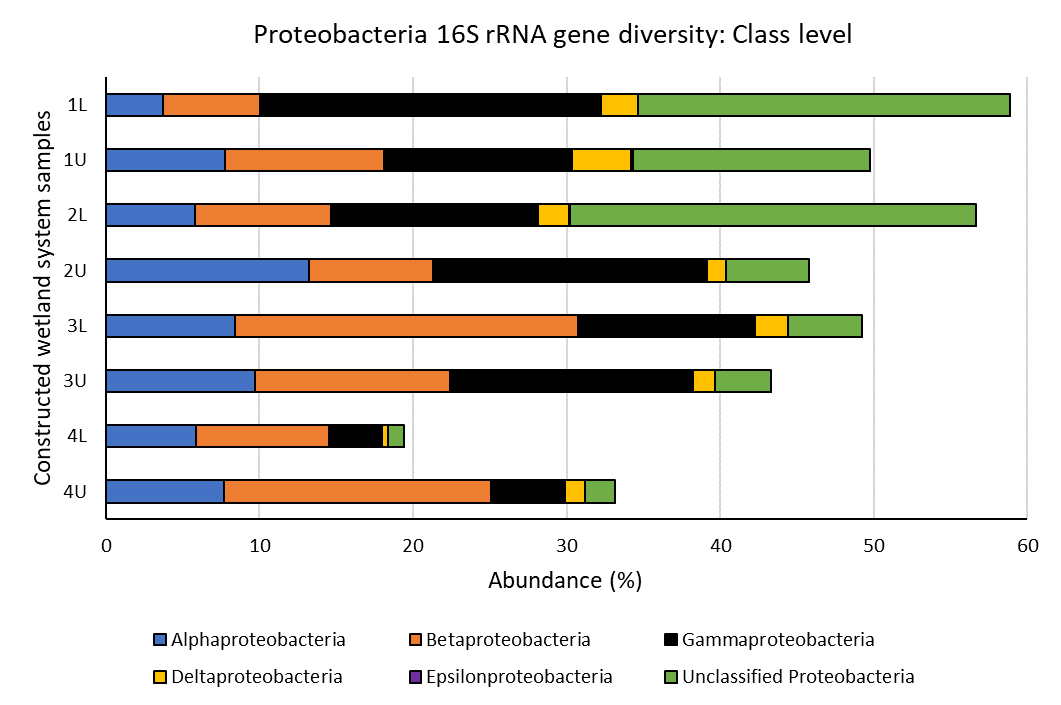 Proteobacteria 16S rRNA gene diversity: Class level
Constructed wetland system samples
1L
1U
2L
2U
3L
3U
4L
4U
0 10 20 30 40 50 60
Abundance (%)
Alphaproteobacteria Betaproteobacteria Gammaproteobacteria
Deltaproteobacteria Epsilonproteobacteria Unclassified Proteobacteria